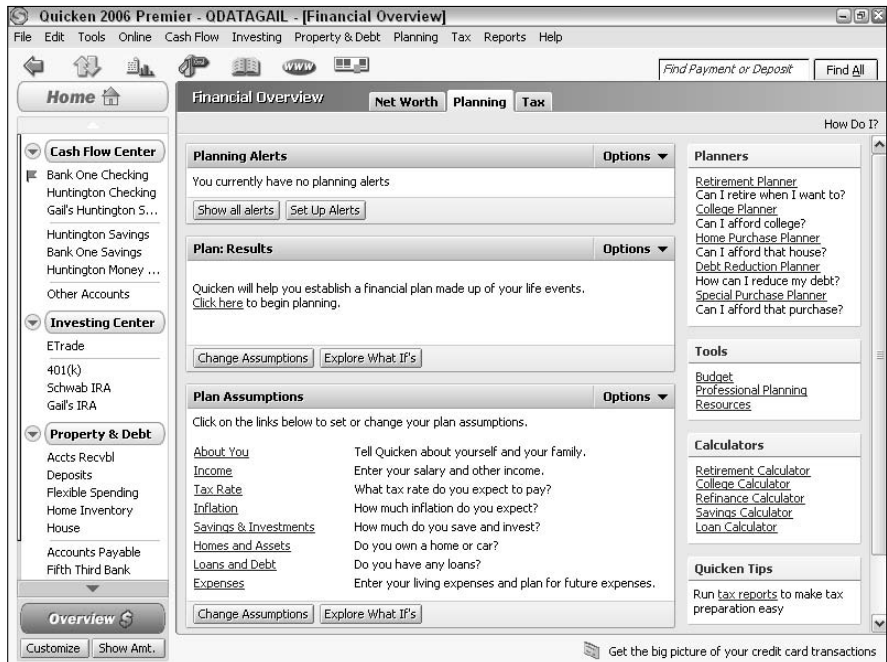 Quicken 2006 Premier - QDATAGAIL - [Financial Overview]
File Edit Tools Online Cash Flow Investing Property & Debt Planning Tax Reports Help
www
Find Payment or Deposit
Find All
Home
Financial Overview
Net Worth
Planning
Tax
How Do I?
Cash Flow Center
Bank One Checking
Huntington Checking
Gail's Huntington S...
Huntington Savings
Bank One Savings
Huntington Money ...
Other Accounts
Investing Center
ETrade
401(k)
Schwab IRA
Gail's IRA
Property & Debt
Accts Recvbl
Deposits
Flexible Spending
Home Inventory
House
Accounts Payable
Fifth Third Bank
Overview
Customize
Show Amt.
Planning Alerts
Options
You currently have no planning alerts
Show all alerts
Set Up Alerts
Plan: Results
Options
Quicken will help you establish a financial plan made up of your life events.
Click here to begin planning.
Change Assumptions
Explore What If's
Plan Assumptions
Options
Click on the links below to set or change your plan assumptions.
About You Tell Quicken about yourself and your family.
Income Enter your salary and other income.
Tax Rate What tax rate do you expect to pay?
Inflation How much inflation do you expect?
Savings & Investments How much do you save and invest?
Homes and Assets Do you own a home or car?
Loans and Debt Do you have any loans?
Expenses Enter your living expenses and plan for future expenses.
Change Assumptions
Explore What If's
Planners
Retirement Planner
Can I retire when I want to?
College Planner
Can I afford college?
Home Purchase Planner
Can I afford that house?
Debt Reduction Planner
How can I reduce my debt?
Special Purchase Planner
Can I afford that purchase?
Tools
Budget
Professional Planning
Resources
Calculators
Retirement Calculator
College Calculator
Refinance Calculator
Savings Calculator
Loan Calculator
Quicken Tips
Run tax reports to make tax
preparation easy
Get the big picture of your credit card transactions